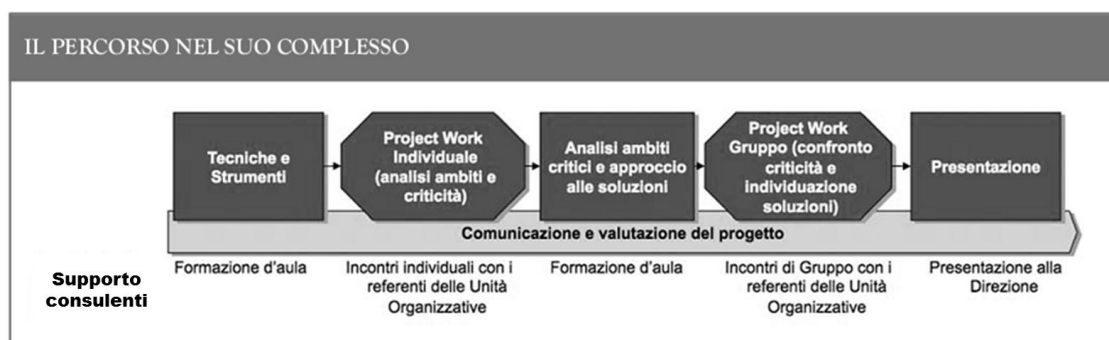 IL PERCORSO NEL SUO COMPLESSO
Tecniche e
Strumenti
Project Work
Individuale
(analisi ambiti e
criticità)
Analisi ambiti
critici e approccio
alle soluzioni
Project Work
Gruppo (confronto
criticità e
individuazione
soluzioni)
Presentazione
Comunicazione e valutazione del progetto
Supporto
consulenti
Formazione d'aula
Incontri individuali con i
referenti delle Unità
Organizzative
Formazione d'aula
Incontri di Gruppo con i
referenti delle Unità
Organizzative
Presentazione alla
Direzione